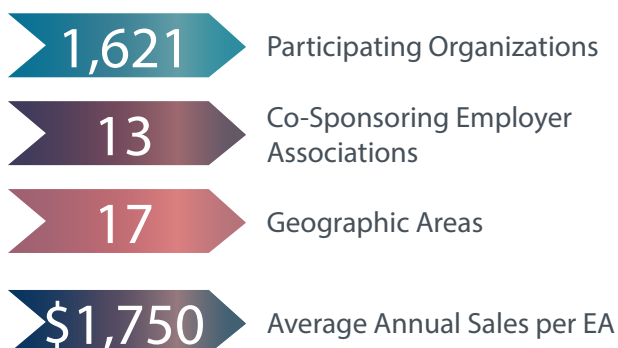 1,621
Participating Organizations
13
Co-Sponsoring Employer
Associations
17
Geographic Areas
$1,750
Average Annual Sales per EA